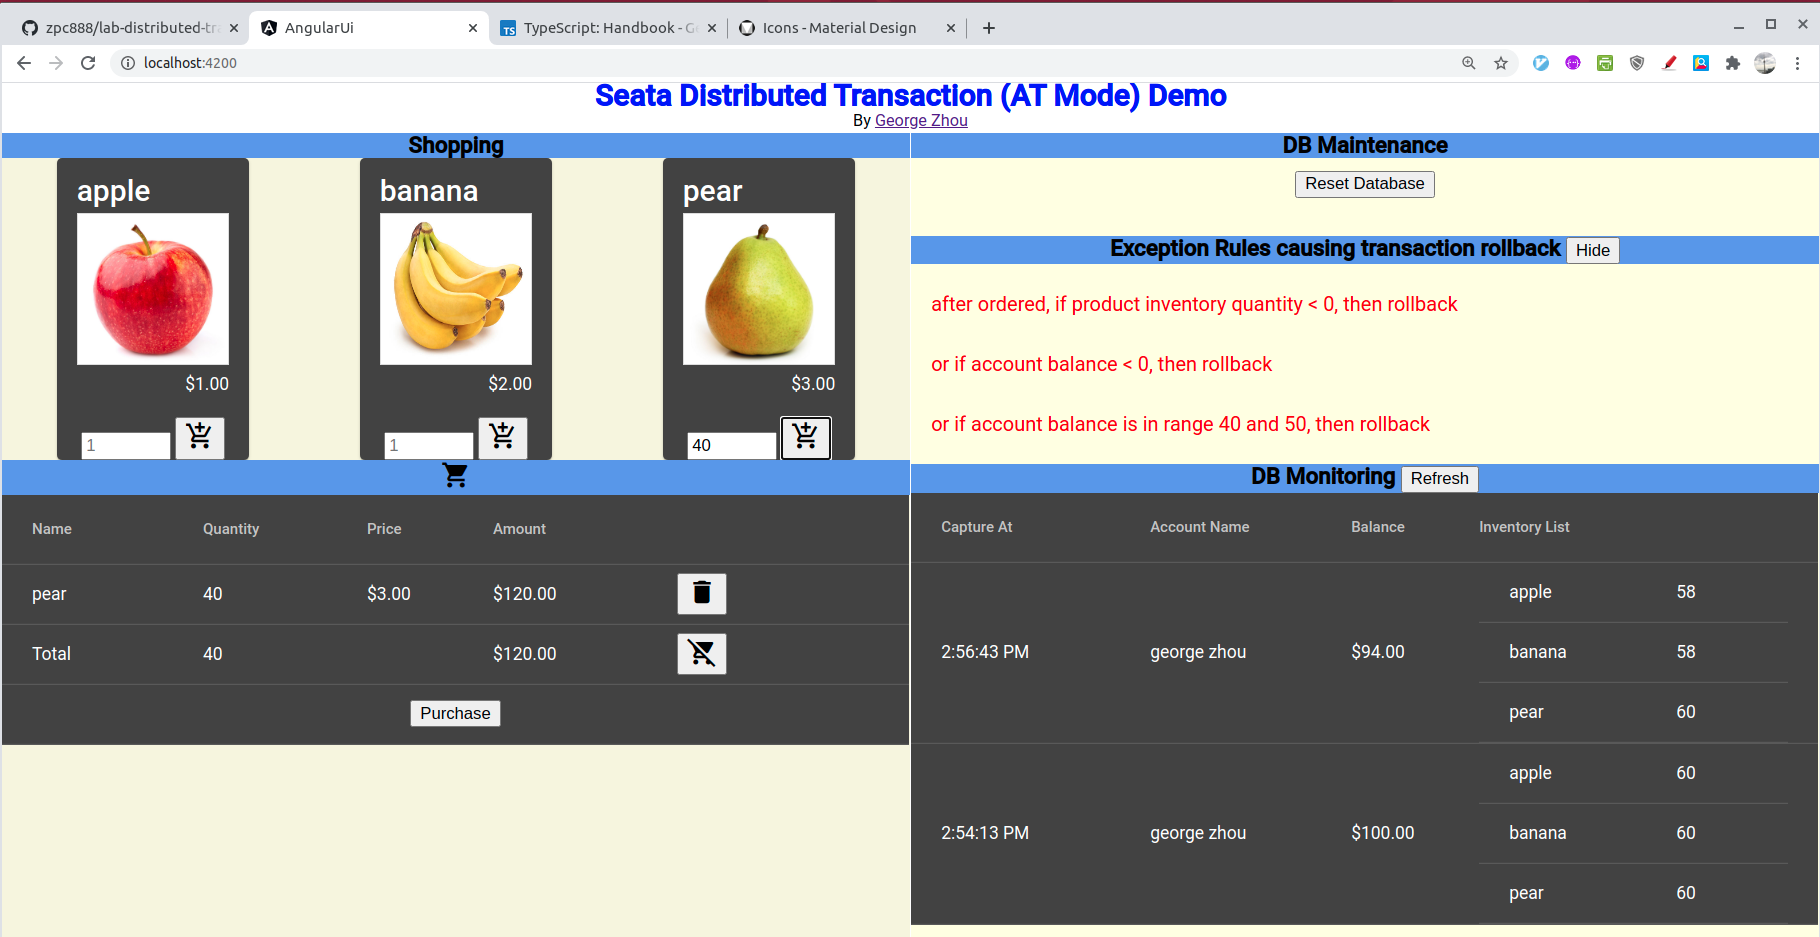 zpc888/lab-distributed-tra
AngularUi
TypeScript: Handbook - G
Icons - Material Design
localhost:4200
Seata Distributed Transaction (AT Mode) Demo
By George Zhou
Shopping
apple
$1.00
1
banana
$2.00
1
pear
$3.00
40
Name Quantity Price Amount
pear 40 $3.00 $120.00
Total 40 $120.00
Purchase
DB Maintenance
Reset Database
Exception Rules causing transaction rollback Hide
after ordered, if product inventory quantity < 0, then rollback
or if account balance < 0, then rollback
or if account balance is in range 40 and 50, then rollback
DB Monitoring Refresh
Capture At Account Name Balance Inventory List
apple 58
2:56:43 PM george zhou $94.00 banana 58
pear 60
apple 60
2:54:13 PM george zhou $100.00 banana 60
pear 60